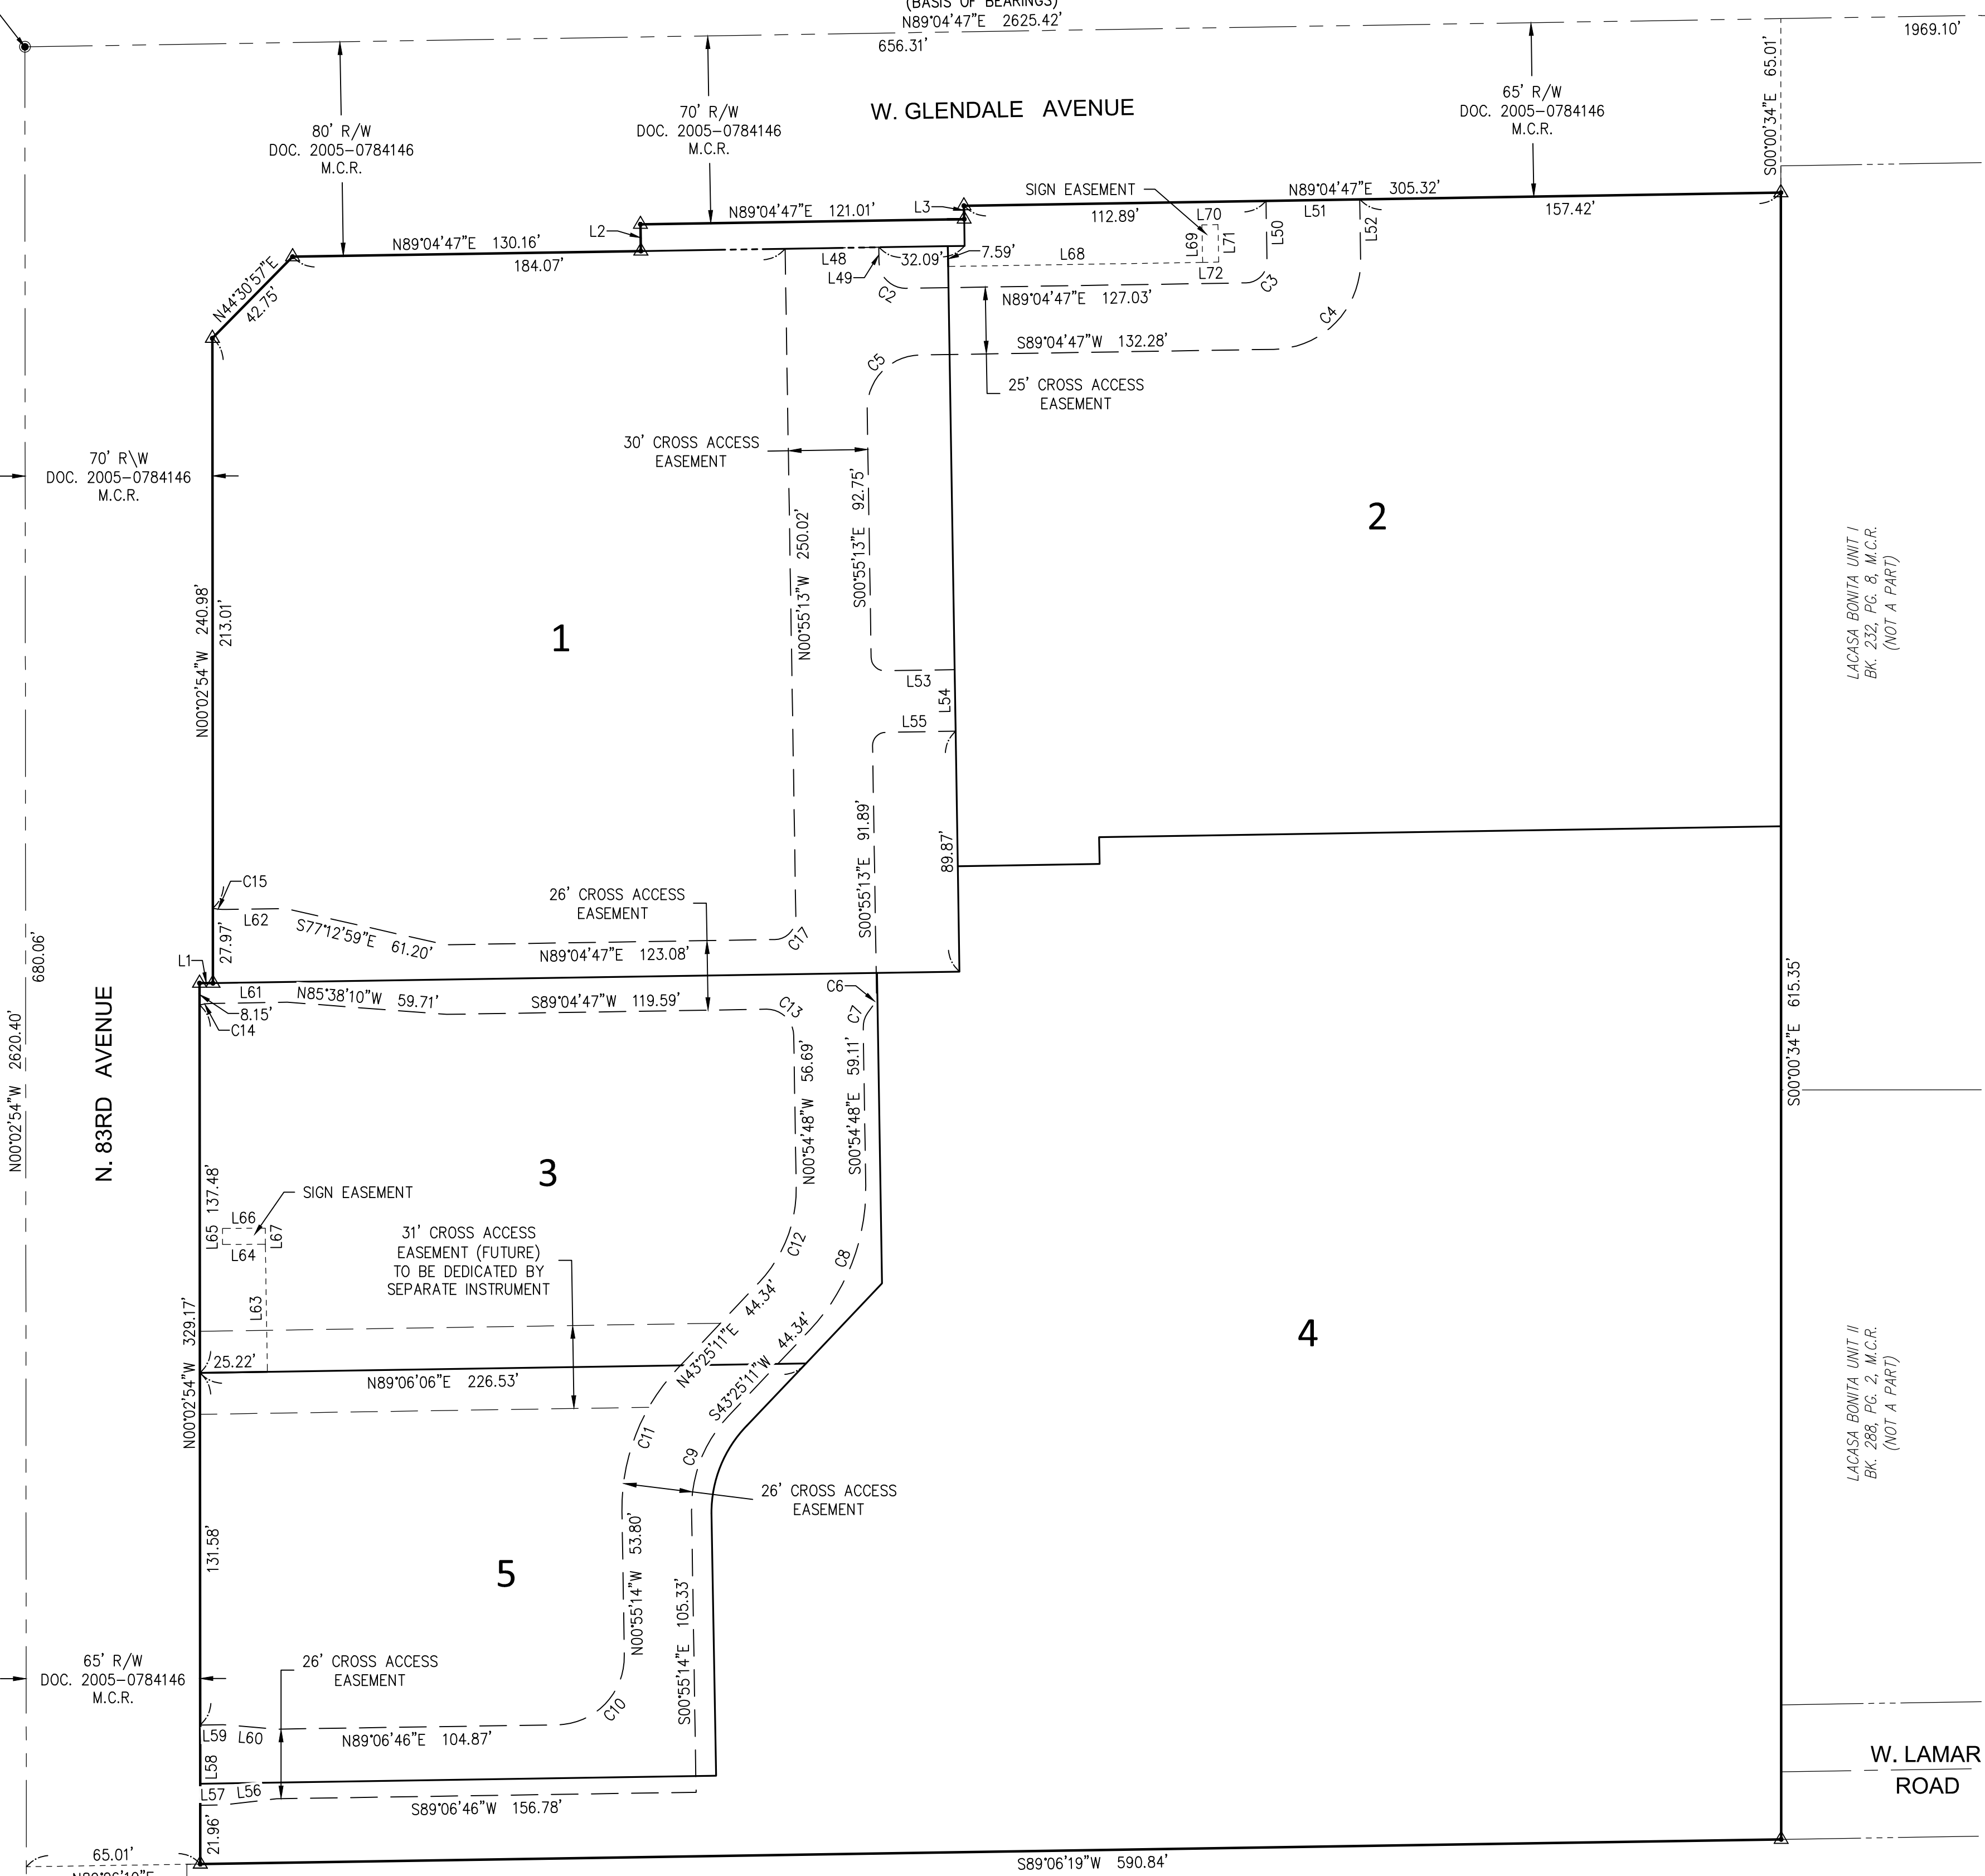 (BASIS OF BEARINGS)
N89°04'47"E 2625.42'
656.31'
1969.10'
W. GLENDALE AVENUE
80' R/W
DOC. 2005-0784146
M.C.R.
70' R/W
DOC. 2005-0784146
M.C.R.
65' R/W
DOC. 2005-0784146
M.C.R.
S00°00'34"E 65.01'
SIGN EASEMENT
N89°04'47"E 305.32'
L3
N89°04'47"E 121.01'
112.89'
L70
L51
157.42'
L2
N89°04'47"E 130.16'
184.07'
L48
L49
32.09'
7.59'
L68
L69
L71
L50
L52
L72
N44°30'57"E
42.75'
C2
N89°04'47"E 127.03'
C3
C4
S89°04'47"W 132.28'
C5
25' CROSS ACCESS
EASEMENT
30' CROSS ACCESS
EASEMENT
70' R\W
DOC. 2005-0784146
M.C.R.
S00°55'13"E 92.75'
N00°55'13"W 250.02'
2
1
LACASA BONITA UNIT I
BK. 232, PG. 8, M.C.R.
(NOT A PART)
N00°02'54"W 240.98'
213.01'
L53
L54
L55
S00°55'13"E 91.89'
89.87'
C15
L62
26' CROSS ACCESS
EASEMENT
S77°12'59"E 61.20'
N89°04'47"E 123.08'
C17
27.97'
L1
680.06'
N00°02'54"W 2620.40'
N. 83RD AVENUE
L61
N85°38'10"W 59.71'
S89°04'47"W 119.59'
8.15'
C14
C13
C6
C7
S00°00'34"E 615.35'
N00°54'48"W 56.69'
S00°54'48"E 59.11'
3
137.48'
SIGN EASEMENT
L66
L65
L67
L64
L63
31' CROSS ACCESS
EASEMENT (FUTURE)
TO BE DEDICATED BY
SEPARATE INSTRUMENT
C12
C8
N43°25'11"E 44.34'
S43°25'11"W 44.34'
4
LACASA BONITA UNIT II
BK. 288, PG. 2, M.C.R.
(NOT A PART)
N00°02'54"W 329.17'
25.22'
N89°06'06"E 226.53'
C11
C9
26' CROSS ACCESS
EASEMENT
131.58'
5
N00°55'14"W 53.80'
S00°55'14"E 105.33'
65' R/W
DOC. 2005-0784146
M.C.R.
26' CROSS ACCESS
EASEMENT
C10
L59
L60
N89°06'46"E 104.87'
L58
L57
L56
S89°06'46"W 156.78'
W. LAMAR
ROAD
21.96'
65.01'
S89°06'19"W 590.84'